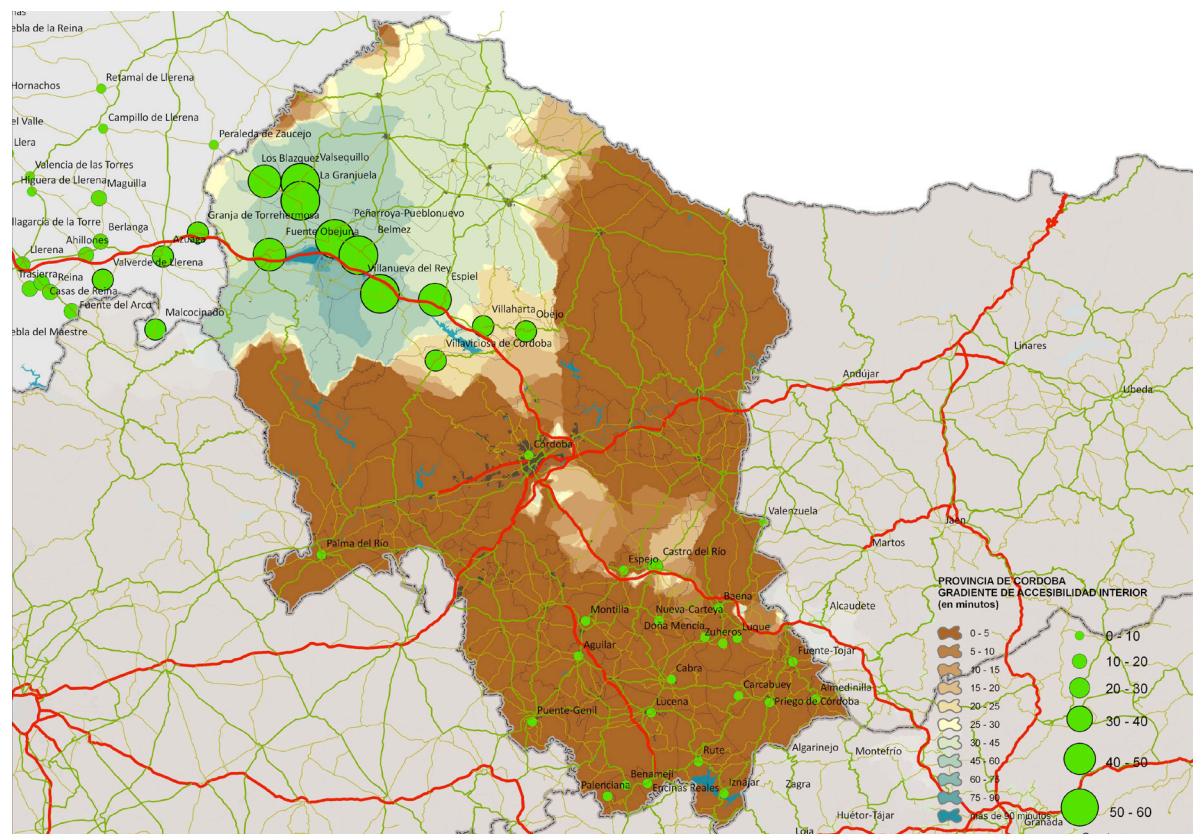 ebla de la Reina
Hornachos
Retamal de Llerena
el Valle
Campillo de Llerena
Llera
Peraleda de Zaucejo
Valencia de las Torres
Higuera de Llerena
Maguilla
Los Blazquez
Valsequillo
La Granjuela
llagarcía de la Torre
Berlanga
Granja de Torrehermosa
Peñarroya-Pueblonuevo
Ahillones
Azuaga
Fuente Obejuna
Belmez
Llerena
Valverde de Llerena
Villanueva del Rey
Espiel
Trasierra
Reina
Casas de Reina
Fuente del Arco
Malcocinado
Villaharta
Obejo
ebla del Maestre
Villaviciosa de Córdoba
Linares
Andújar
Ubeda
Córdoba
Valenzuela
Jaén
Martos
Palma del Río
Espejo
Castro del Río
PROVINCIA DE CORDOBA
GRADIENTE DE ACCESIBILIDAD INTERIOR
(en minutos)
Baena
Montilla
Nueva-Carteya
Alcaudete
Doña Mencía
Zuheros
Luque
Aguilar
Fuente-Tojar
Cabra
Carcabuey
Almedinilla
Priego de Córdoba
Puente-Genil
Lucena
Rute
Algarinejo
Montefrío
Benamejí
Palenciana
Encinas Reales
Iznájar
Zagra
Huétor-Tájar
Loja
Granada
0 - 5
5 - 10
10 - 15
15 - 20
20 - 25
25 - 30
30 - 45
45 - 60
60 - 75
75 - 90
mas de 90 minutos
0 - 10
10 - 20
20 - 30
30 - 40
40 - 50
50 - 60